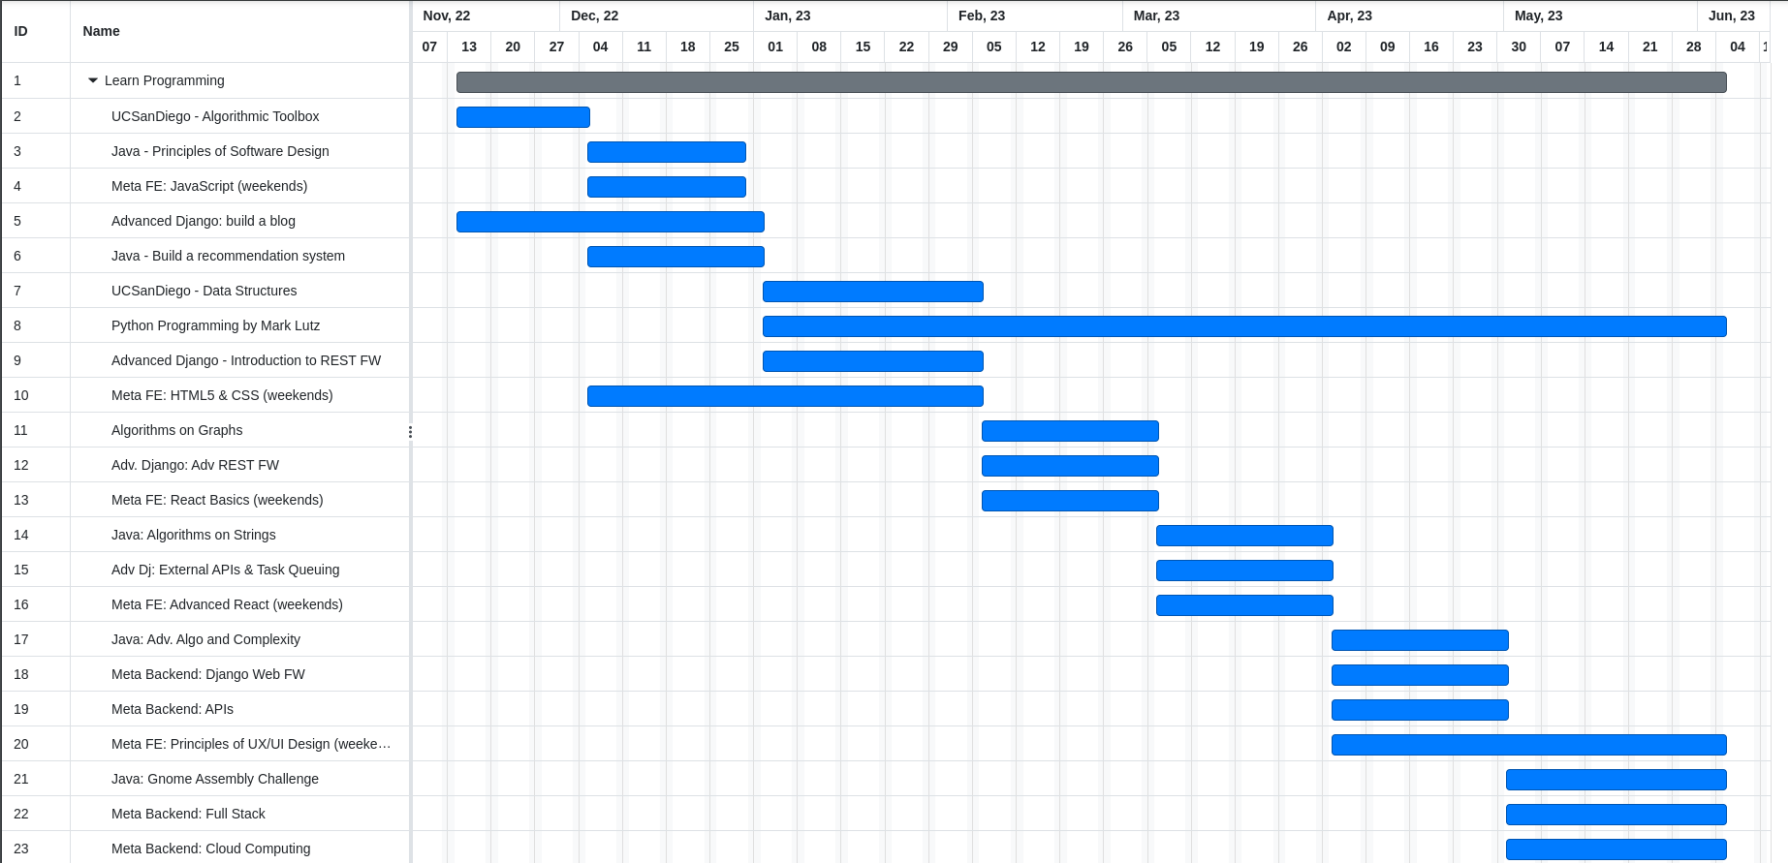 ID Name Nov, 22 Dec, 22 Jan, 23 Feb, 23 Mar, 23 Apr, 23 May, 23 Jun, 23
07 13 20 27 04 11 18 25 01 08 15 22 29 05 12 19 26 05 12 19 26 02 09 16 23 30 07 14 21 28 04
1 Learn Programming
2 UCSanDiego - Algorithmic Toolbox
3 Java - Principles of Software Design
4 Meta FE: JavaScript (weekends)
5 Advanced Django: build a blog
6 Java - Build a recommendation system
7 UCSanDiego - Data Structures
8 Python Programming by Mark Lutz
9 Advanced Django - Introduction to REST FW
10 Meta FE: HTML5 & CSS (weekends)
11 Algorithms on Graphs
12 Adv. Django: Adv REST FW
13 Meta FE: React Basics (weekends)
14 Java: Algorithms on Strings
15 Adv Dj: External APIs & Task Queuing
16 Meta FE: Advanced React (weekends)
17 Java: Adv. Algo and Complexity
18 Meta Backend: Django Web FW
19 Meta Backend: APIs
20 Meta FE: Principles of UX/UI Design (weeke…
21 Java: Gnome Assembly Challenge
22 Meta Backend: Full Stack
23 Meta Backend: Cloud Computing